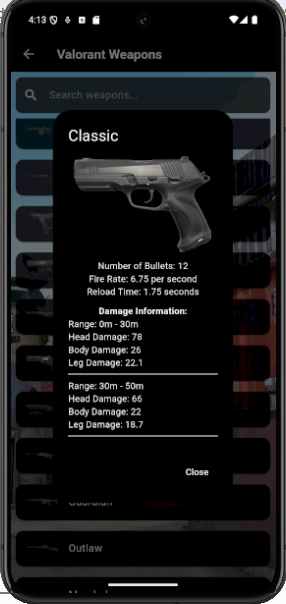 4:13
Valorant Weapons
Search weapons...
Classic
Number of Bullets: 12
Fire Rate: 6.75 per second
Reload Time: 1.75 seconds
Damage Information:
Range: 0m - 30m
Head Damage: 78
Body Damage: 26
Leg Damage: 22.1
Range: 30m - 50m
Head Damage: 66
Body Damage: 22
Leg Damage: 18.7
Close
Guardian
Outlaw